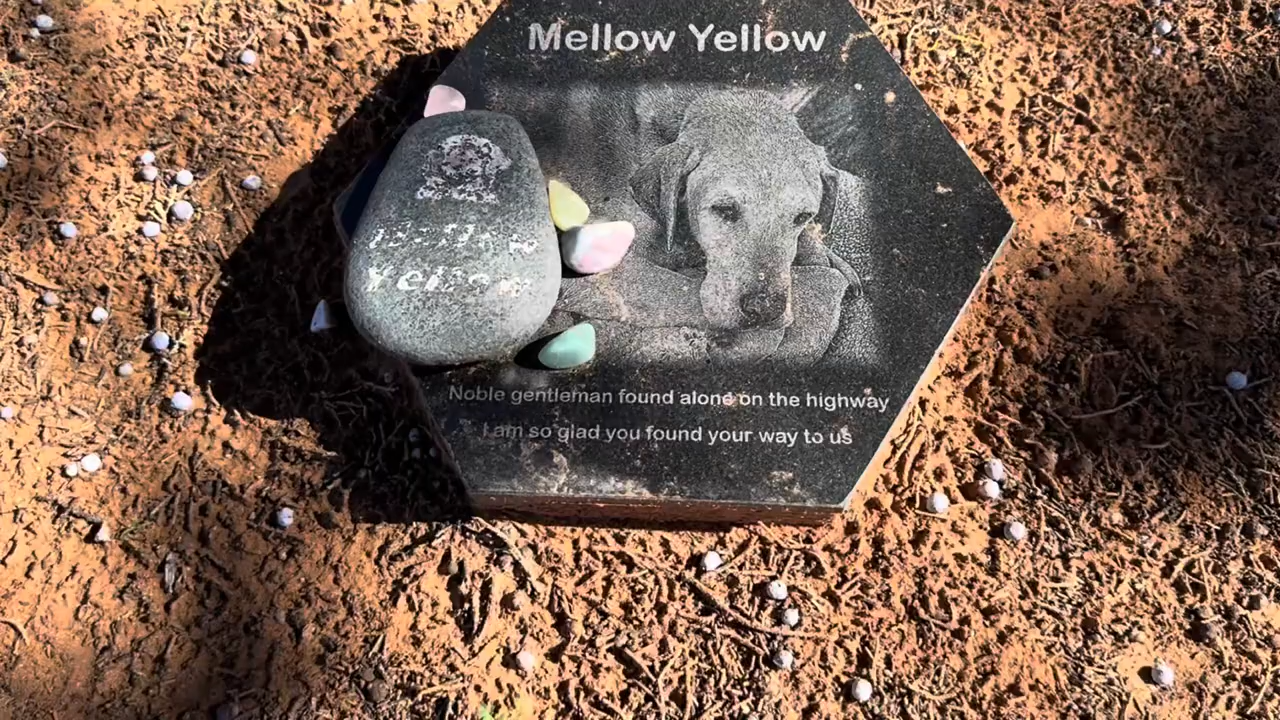 Mellow Yellow
Yellow
Noble gentleman found alone on the highway
I am so glad you found your way to us